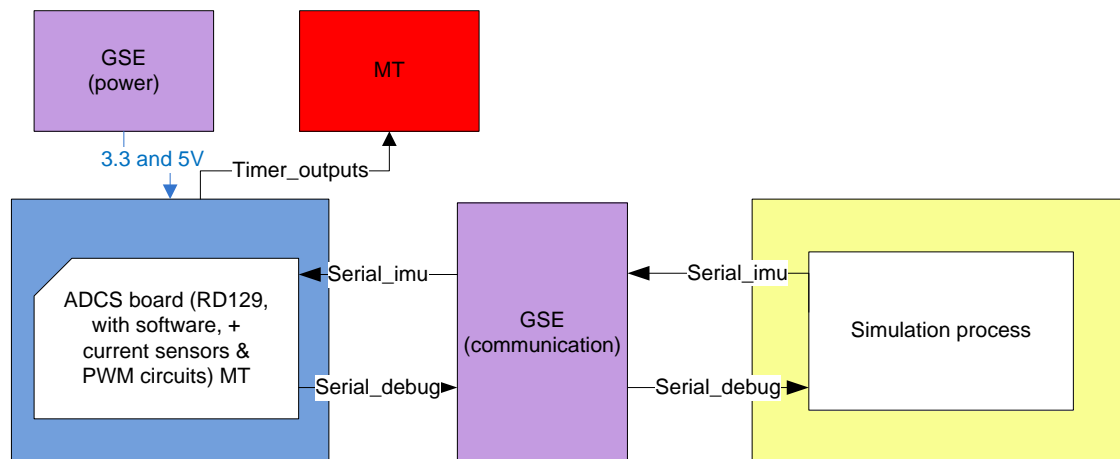 GSE
(power)
MT
3.3 and 5V
Timer_outputs
Serial_imu
Serial_imu
ADCS board (RD129,
with software, +
current sensors &
PWM circuits) MT
GSE
(communication)
Simulation process
Serial_debug
Serial_debug